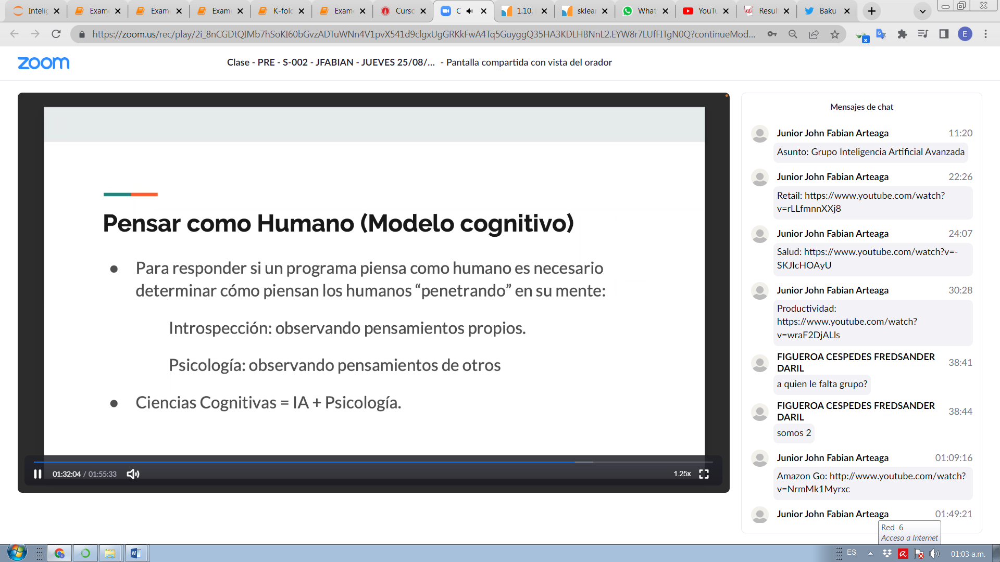 Intelig
Exame
Exame
Exame
K-fold
Exame
Curso
C
1.10.
sklear
What
YouTu
Resul
Baku
https://zoom.us/rec/play/2i_8nCGDtQIMb7hSoKI60bGvzADTuWNn4V1pvX541d9clgxUgGRKkFwA4Tq5GuyggQ35HA3KDLHBNnL2.EYW8r7LUfFITgN0Q?continueMod...
E
zoom
Clase - PRE - S-002 - JFABIAN - JUEVES 25/08/... - Pantalla compartida con vista del orador
Pensar como Humano (Modelo cognitivo)
● Para responder si un programa piensa como humano es necesario
determinar cómo piensan los humanos “penetrando” en su mente:
Introspección: observando pensamientos propios.
Psicología: observando pensamientos de otros
● Ciencias Cognitivas = IA + Psicología.
01:32:04 / 01:55:33
1.25x
Mensajes de chat
Junior John Fabian Arteaga 11:20
Asunto: Grupo Inteligencia Artificial Avanzada
Junior John Fabian Arteaga 22:26
Retail: https://www.youtube.com/watch?
v=rLLfmnnXXj8
Junior John Fabian Arteaga 24:07
Salud: https://www.youtube.com/watch?v=-
SKJIcHOAyU
Junior John Fabian Arteaga 30:28
Productividad:
https://www.youtube.com/watch?
v=wraF2DjALls
FIGUEROA CESPEDES FREDSANDER
DARIL 38:41
a quien le falta grupo?
FIGUEROA CESPEDES FREDSANDER
DARIL 38:44
somos 2
Junior John Fabian Arteaga 01:09:16
Amazon Go: http://www.youtube.com/watch?
v=NrmMk1Myrxc
Junior John Fabian Arteaga 01:49:21
Red 6
Acceso a Internet
ES
01:03 a.m.